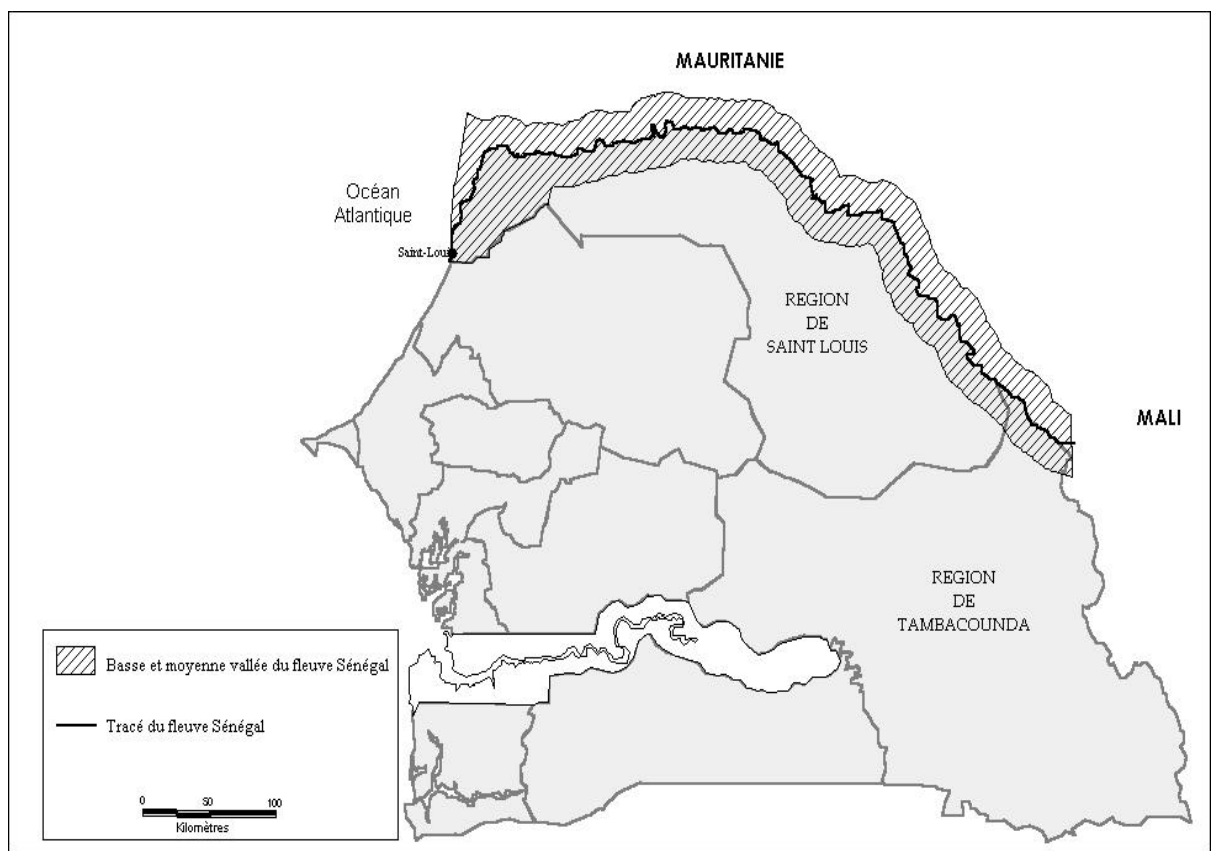 MAURITANIE
Océan
Atlantique
Saint-Loui
REGION
DE
SAINT LOUIS
MALI
REGION
DE
TAMBACOUNDA
Basse et moyenne vallée du fleuve Sénégal
Tracé du fleuve Sénégal
0 50 100
Kilomètres